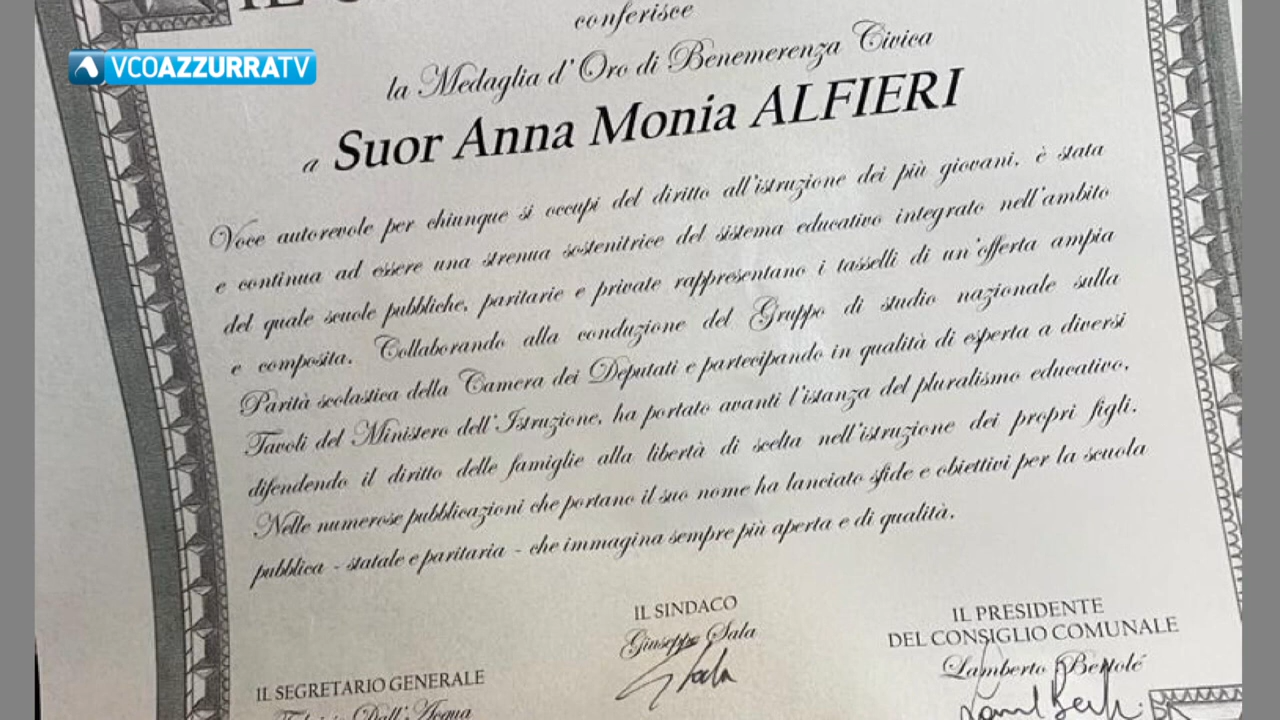 VCOAZZURRATV
IL
conferisce
la Medaglia d'Oro di Benemerenza Civica
a Suor Anna Monia ALFIERI
Voce autorevole per chiunque si occupi del diritto all'istruzione dei più giovani, è stata
e continua ad essere una strenua sostenitrice del sistema educativo integrato nell'ambito
del quale scuole pubbliche, paritarie e private rappresentano i tasselli di un'offerta ampia
e composita. Collaborando alla conduzione del Gruppo di studio nazionale sulla
Parità scolastica della Camera dei Deputati e partecipando in qualità di esperta a diversi
Tavoli del Ministero dell'Istruzione, ha portato avanti l'istanza del pluralismo educativo,
difendendo il diritto delle famiglie alla libertà di scelta nell'istruzione dei propri figli.
Nelle numerose pubblicazioni che portano il suo nome ha lanciato sfide e obiettivi per la scuola
pubblica - statale e paritaria - che immagina sempre più aperta e di qualità.
IL SINDACO
Giuseppe Sala
IL PRESIDENTE
DEL CONSIGLIO COMUNALE
Lamberto Bertolé
IL SEGRETARIO GENERALE
Dall'Acqua